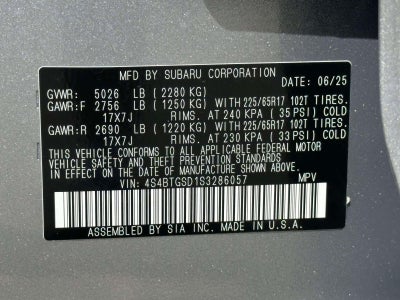 MFD BY SUBARU CORPORATION
DATE: 06/25
GVWR: 5026 LB (2280 KG)
GAWR:F 2756 LB (1250 KG) WITH 225/65R17 102T TIRES.
17X7J RIMS. AT 240 KPA (35 PSI) COLD
GAWR:R 2690 LB (1220 KG) WITH 225/65R17 102T TIRES.
17X7J RIMS. AT 230 KPA (33 PSI) COLD
THIS VEHICLE CONFORMS TO ALL APPLICABLE FEDERAL MOTOR
VEHICLE SAFETY AND THEFT PREVENTION STANDARDS IN
EFFECT ON THE DATE OF MANUFACTURE SHOWN ABOVE.
VIN: 4S4BTGSD1S3286057 MPV
ASSEMBLED BY SIA INC. MADE IN U.S.A.